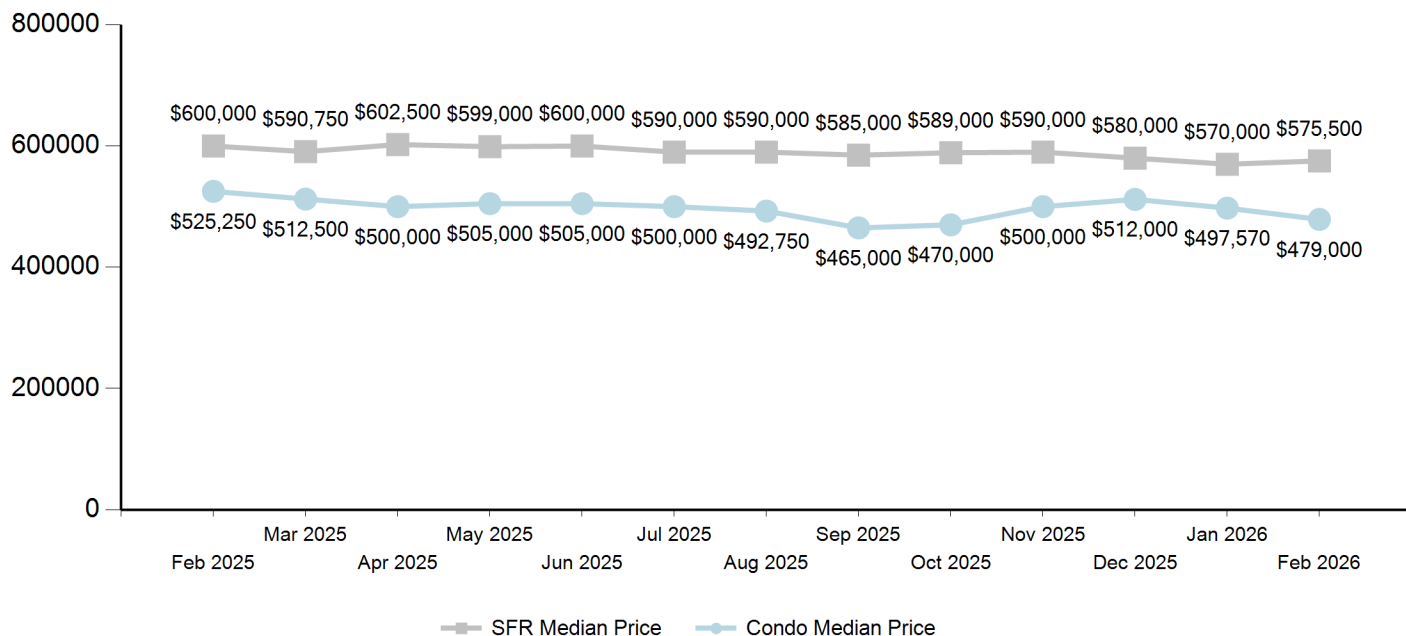 800000
$600,000 $590,750 $602,500 $599,000 $600,000 $590,000 $590,000 $585,000 $589,000 $590,000 $580,000 $570,000 $575,500
600000
$525,250 $512,500 $500,000 $505,000 $505,000 $500,000 $492,750 $465,000 $470,000 $500,000 $512,000 $497,570 $479,000
400000
200000
0
Mar 2025 May 2025 Jul 2025 Sep 2025 Nov 2025 Jan 2026
Feb 2025 Apr 2025 Jun 2025 Aug 2025 Oct 2025 Dec 2025 Feb 2026
SFR Median Price Condo Median Price